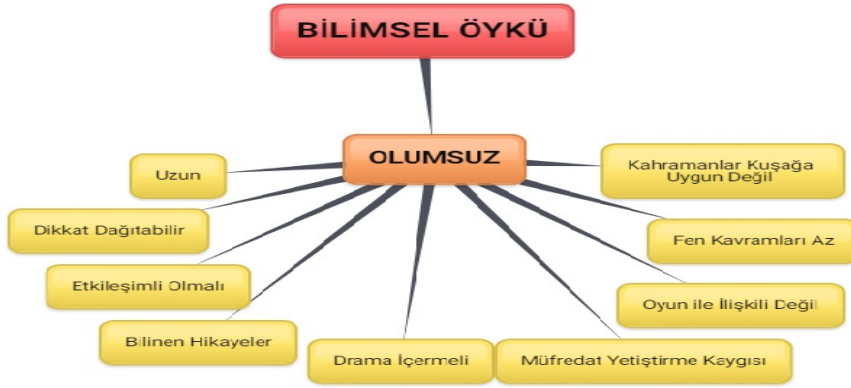 BİLİMSEL ÖYKÜ
OLUMSUZ
Uzun
Dikkat Dağıtabilir
Etkileşimli Olmalı
Bilinen Hikayeler
Drama İçermeli
Müfredat Yetiştirme Kaygısı
Oyun ile İlişkili Değil
Fen Kavramları Az
Kahramanlar Kuşağa
Uygun Değil